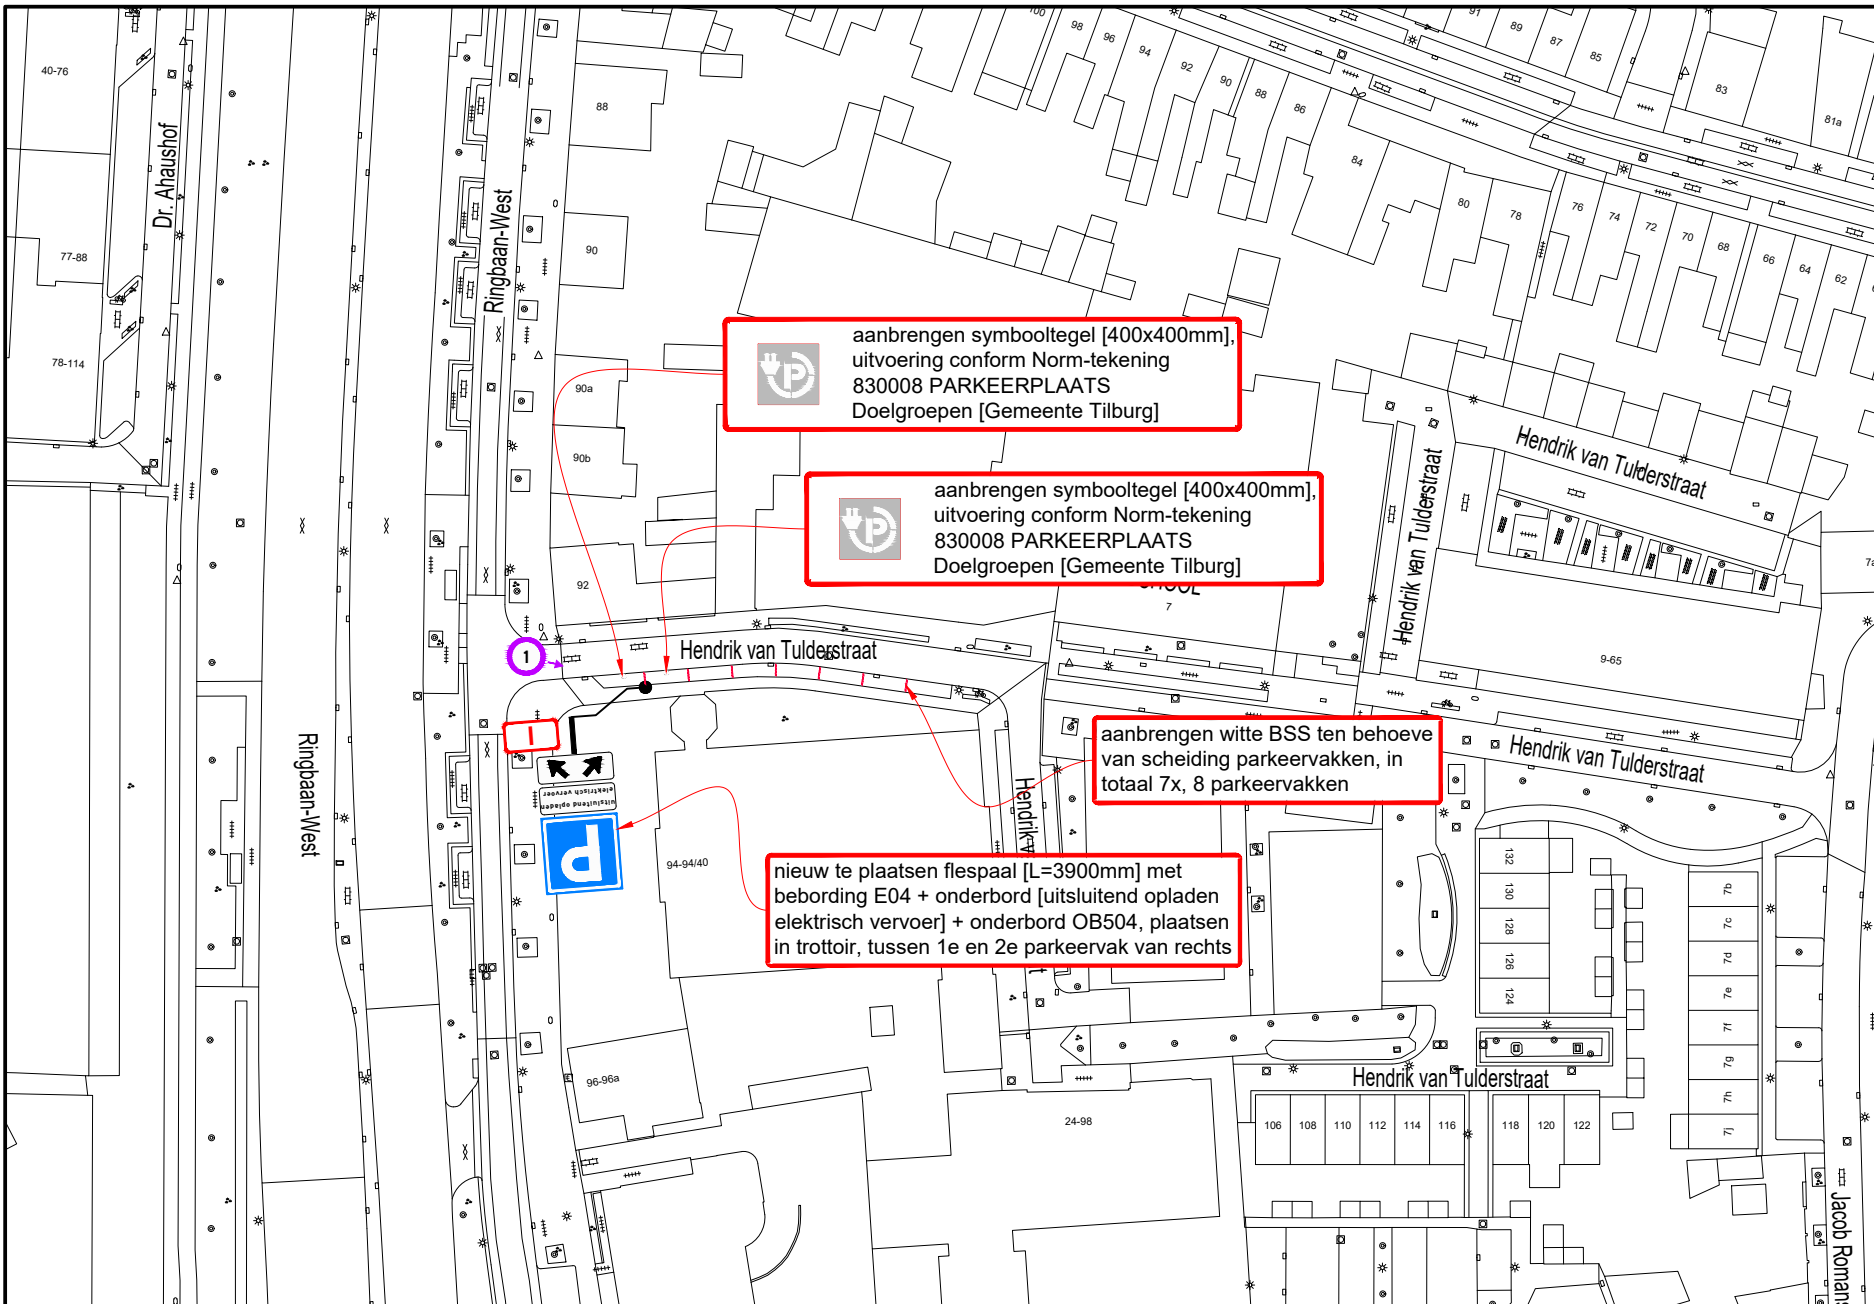 100
98
96
94
92
90
88
86
84
91
89
87
85
83
81a
80
78
76
74
72
70
68
66
64
62
40-76
Dr. Ahaushof
77-88
78-114
Ringbaan-West
88
90
90a
90b
92
aanbrengen symbooltegel [400x400mm],
uitvoering conform Norm-tekening
830008 PARKEERPLAATS
Doelgroepen [Gemeente Tilburg]
P
aanbrengen symbooltegel [400x400mm],
uitvoering conform Norm-tekening
830008 PARKEERPLAATS
Doelgroepen [Gemeente Tilburg]
P
7
Hendrik van Tulderstraat
Hendrik van Tulderstraat
7a
9-65
1
Hendrik van Tulderstraat
Ringbaan-West
uitsluitend opladen
elektrisch vervoer
P
94-94/40
aanbrengen witte BSS ten behoeve
van scheiding parkeervakken, in
totaal 7x, 8 parkeervakken
Hendrik van Tulderstraat
nieuw te plaatsen flespaal [L=3900mm] met
bebording E04 + onderbord [uitsluitend opladen
elektrisch vervoer] + onderbord OB504, plaatsen
in trottoir, tussen 1e en 2e parkeervak van rechts
132
130
128
126
124
7b
7c
7d
7e
7f
7g
7h
7j
96-96a
24-98
Hendrik van Tulderstraat
106
108
110
112
114
116
118
120
122
Jacob Romans